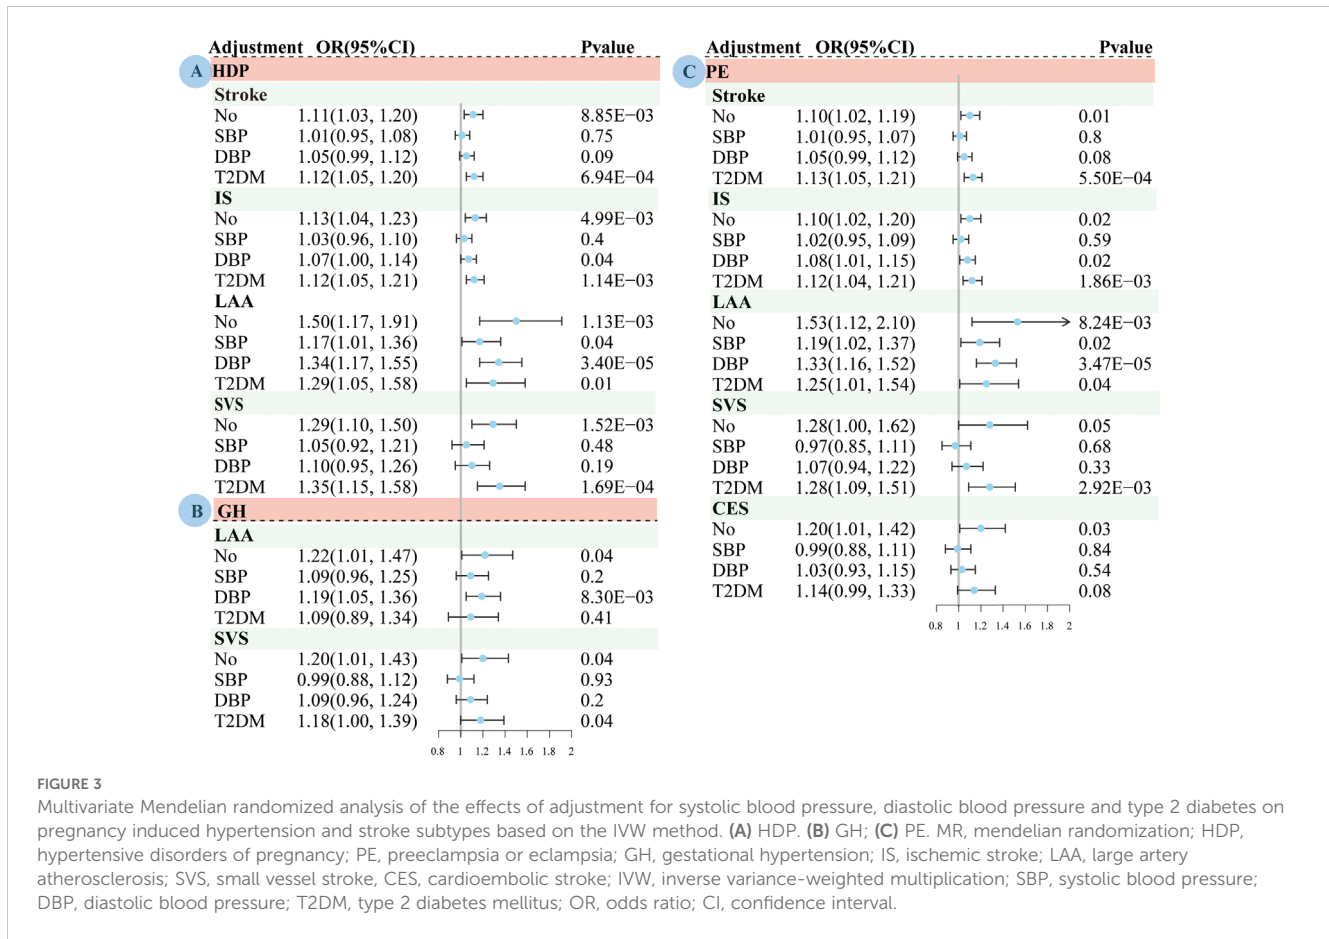 Adjustment OR(95%CI) Pvalue
A HDP
Stroke
No 1.11(1.03, 1.20) 8.85E−03
SBP 1.01(0.95, 1.08) 0.75
DBP 1.05(0.99, 1.12) 0.09
T2DM 1.12(1.05, 1.20) 6.94E−04
IS
No 1.13(1.04, 1.23) 4.99E−03
SBP 1.03(0.96, 1.10) 0.4
DBP 1.07(1.00, 1.14) 0.04
T2DM 1.12(1.05, 1.21) 1.14E−03
LAA
No 1.50(1.17, 1.91) 1.13E−03
SBP 1.17(1.01, 1.36) 0.04
DBP 1.34(1.17, 1.55) 3.40E−05
T2DM 1.29(1.05, 1.58) 0.01
SVS
No 1.29(1.10, 1.50) 1.52E−03
SBP 1.05(0.92, 1.21) 0.48
DBP 1.10(0.95, 1.26) 0.19
T2DM 1.35(1.15, 1.58) 1.69E−04
B GH
LAA
No 1.22(1.01, 1.47) 0.04
SBP 1.09(0.96, 1.25) 0.2
DBP 1.19(1.05, 1.36) 8.30E−03
T2DM 1.09(0.89, 1.34) 0.41
SVS
No 1.20(1.01, 1.43) 0.04
SBP 0.99(0.88, 1.12) 0.93
DBP 1.09(0.96, 1.24) 0.2
T2DM 1.18(1.00, 1.39) 0.04
0.8 1 1.2 1.4 1.6 1.8 2
Adjustment OR(95%CI) Pvalue
C PE
Stroke
No 1.10(1.02, 1.19) 0.01
SBP 1.01(0.95, 1.07) 0.8
DBP 1.05(0.99, 1.12) 0.08
T2DM 1.13(1.05, 1.21) 5.50E−04
IS
No 1.10(1.02, 1.20) 0.02
SBP 1.02(0.95, 1.09) 0.59
DBP 1.08(1.01, 1.15) 0.02
T2DM 1.12(1.04, 1.21) 1.86E−03
LAA
No 1.53(1.12, 2.10) 8.24E−03
SBP 1.19(1.02, 1.37) 0.02
DBP 1.33(1.16, 1.52) 3.47E−05
T2DM 1.25(1.01, 1.54) 0.04
SVS
No 1.28(1.00, 1.62) 0.05
SBP 0.97(0.85, 1.11) 0.68
DBP 1.07(0.94, 1.22) 0.33
T2DM 1.28(1.09, 1.51) 2.92E−03
CES
No 1.20(1.01, 1.42) 0.03
SBP 0.99(0.88, 1.11) 0.84
DBP 1.03(0.93, 1.15) 0.54
T2DM 1.14(0.99, 1.33) 0.08
0.8 1 1.2 1.4 1.6 1.8 2
FIGURE 3
Multivariate Mendelian randomized analysis of the effects of adjustment for systolic blood pressure, diastolic blood pressure and type 2 diabetes on
pregnancy induced hypertension and stroke subtypes based on the IVW method. (A) HDP. (B) GH; (C) PE. MR, mendelian randomization; HDP,
hypertensive disorders of pregnancy; PE, preeclampsia or eclampsia; GH, gestational hypertension; IS, ischemic stroke; LAA, large artery
atherosclerosis; SVS, small vessel stroke, CES, cardioembolic stroke; IVW, inverse variance-weighted multiplication; SBP, systolic blood pressure;
DBP, diastolic blood pressure; T2DM, type 2 diabetes mellitus; OR, odds ratio; CI, confidence interval.